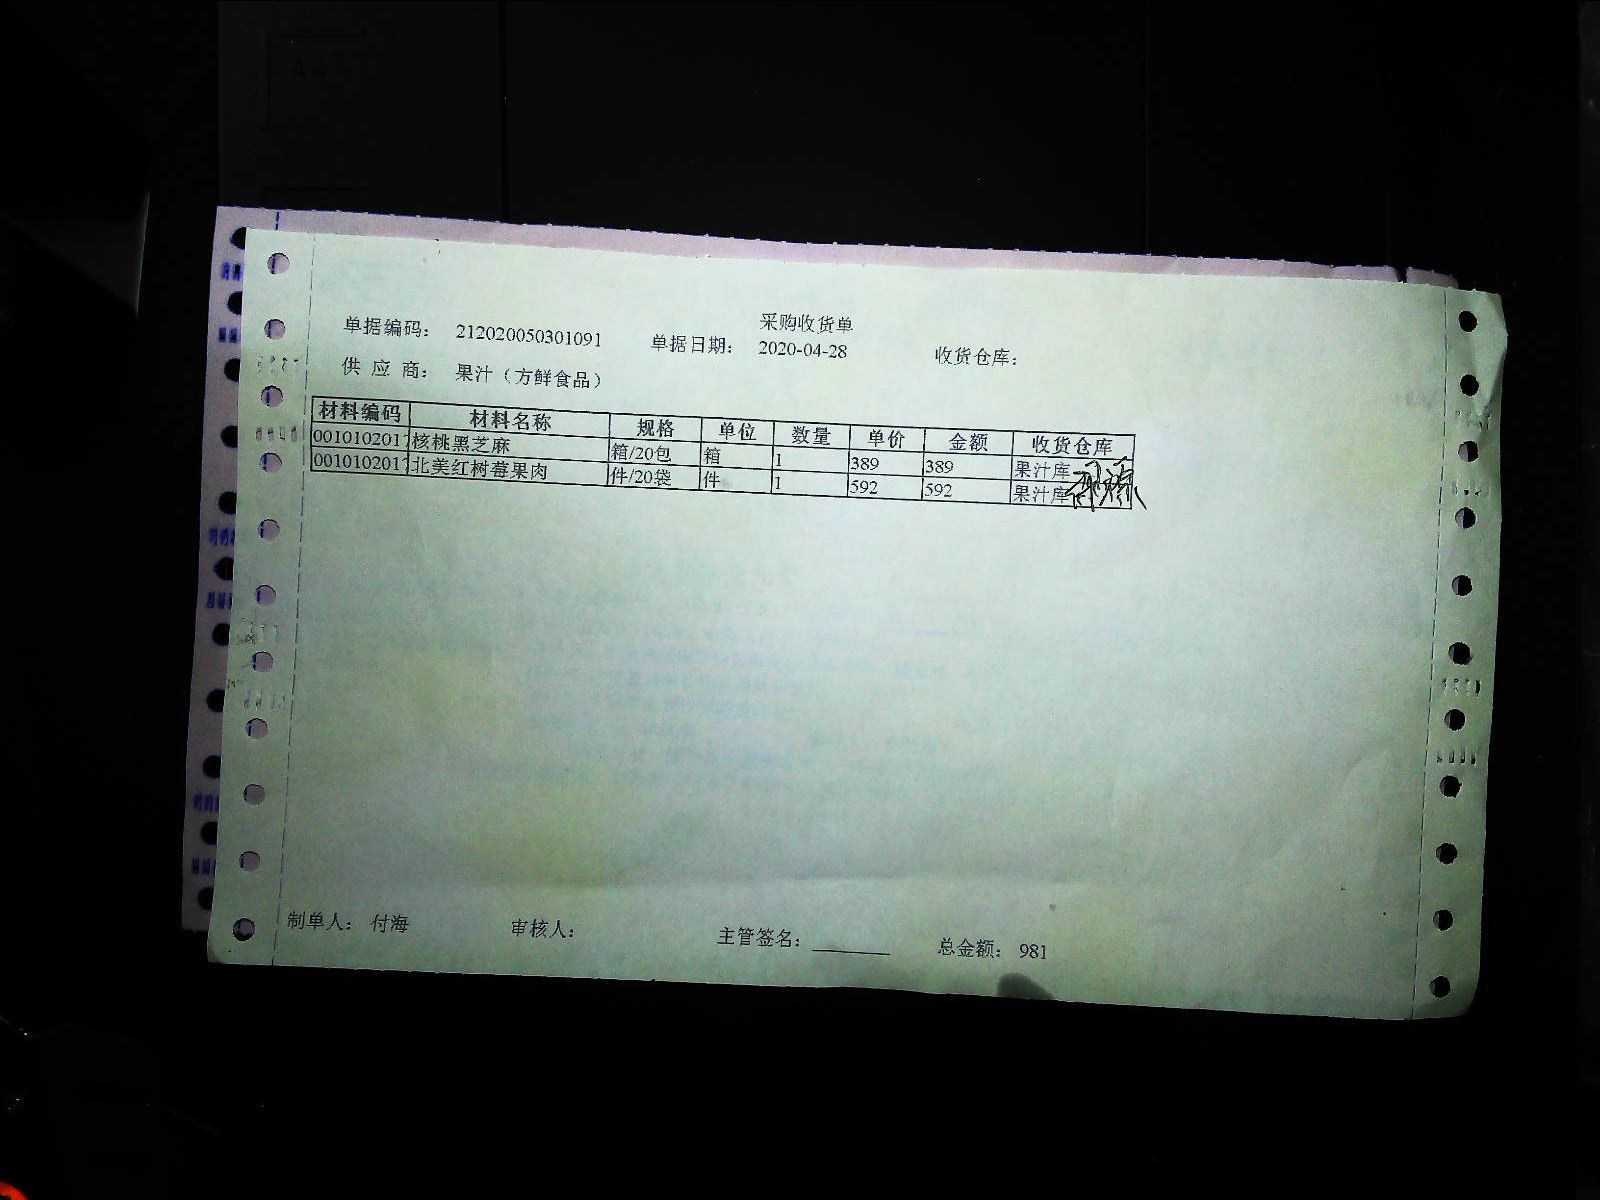 采购收货单
单据编码： 212020050301091 单据日期： 2020-04-28 收货仓库：
供 应 商： 果汁（方鲜食品）
材料编码 材料名称 规格 单位 数量 单价 金额 收货仓库
0010102017 核桃黑芝麻 箱/20包 箱 1 389 389 果汁库
0010102017 北美红树莓果肉 件/20袋 件 1 592 592 果汁库
制单人： 付海 审核人： 主管签名： 总金额： 981